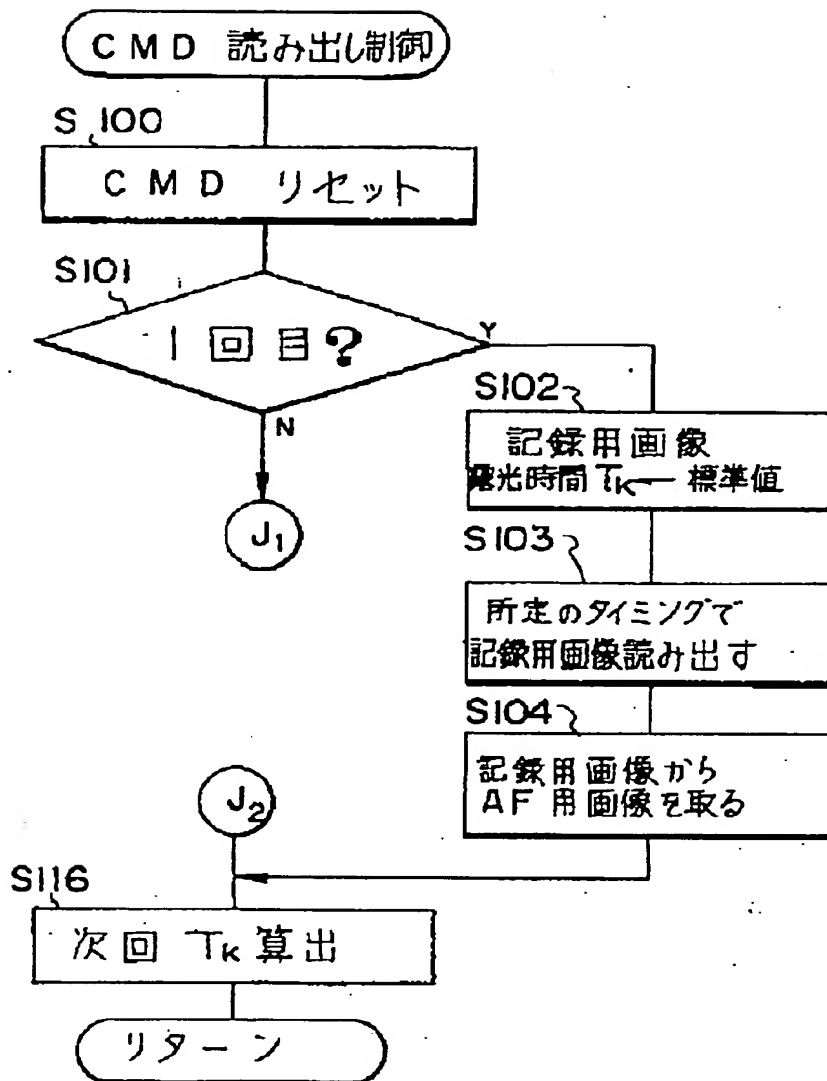 CMD 読み出し制御
S 100
CMD リセット
S101
1回目?
Y
N
J1
S102
記録用画像
露光時間 TK ← 標準値
S103
所定のタイミングで
記録用画像読み出す
S104
記録用画像から
AF用画像を取る
J2
S116
次回 TK 算出
リターン